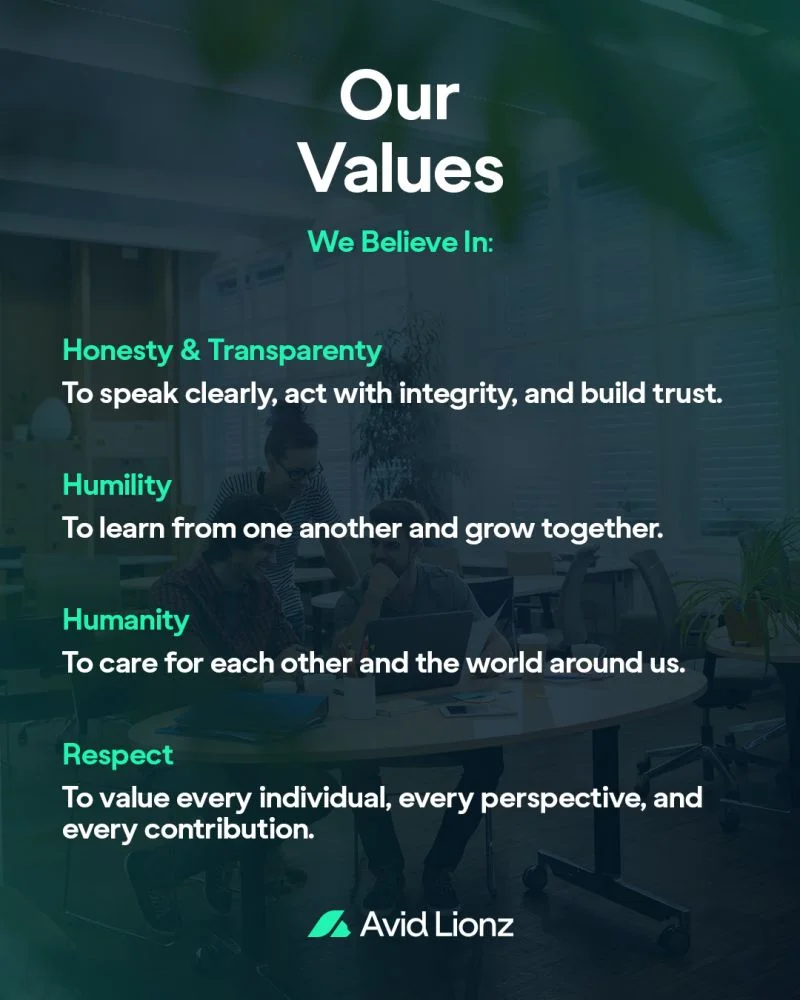 Our
Values
We Believe In:
Honesty & Transparenty
To speak clearly, act with integrity, and build trust.
Humility
To learn from one another and grow together.
Humanity
To care for each other and the world around us.
Respect
To value every individual, every perspective, and
every contribution.
Avid Lionz